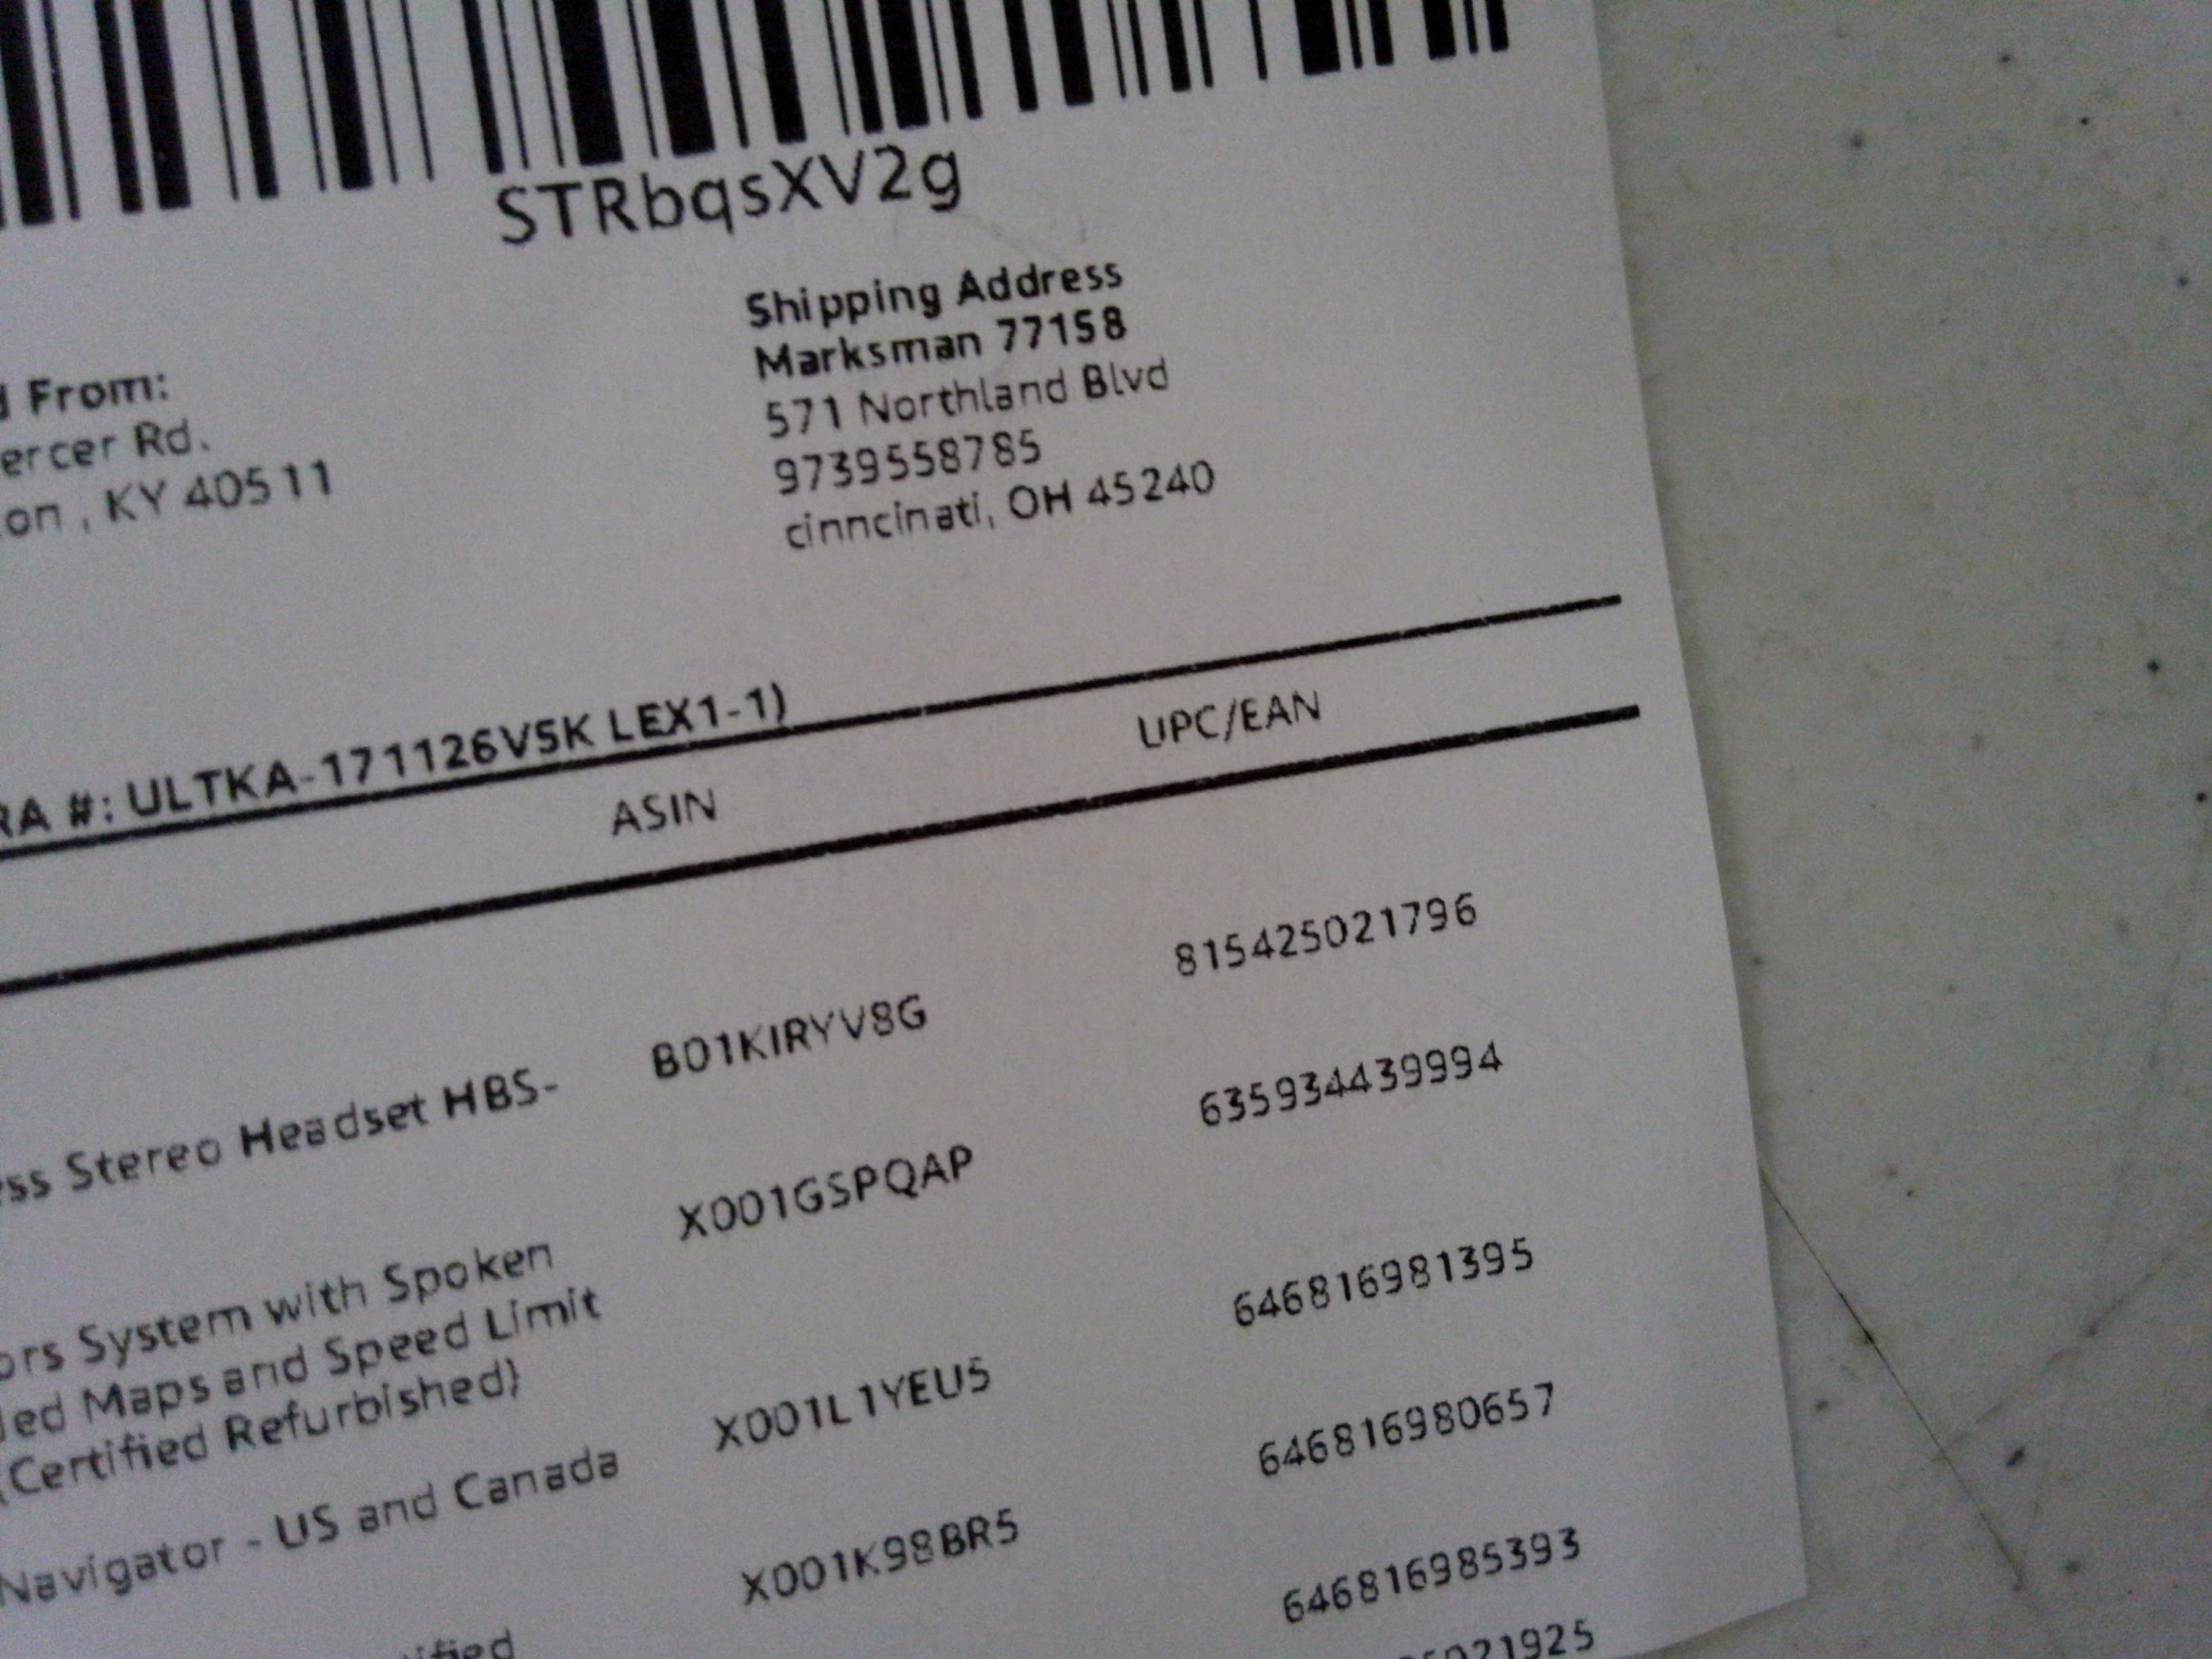 STRbqsXV2g
Shipping Address
Marksman 77158
571 Northland Blvd
9739558785
cinncinati, OH 45240
d From:
ercer Rd.
on , KY 40511
RA #: ULTKA-171126V5K LEX1-1)
ASIN UPC/EAN
815425021796
B01KIRYV8G
ss Stereo Headset HBS-
635934439994
X001GSPQAP
ors System with Spoken
ed Maps and Speed Limit
(Certified Refurbished)
646816981395
X001L1YEU5
Navigator - US and Canada
646816980657
X001K98BR5
646816985393
ified
5021925